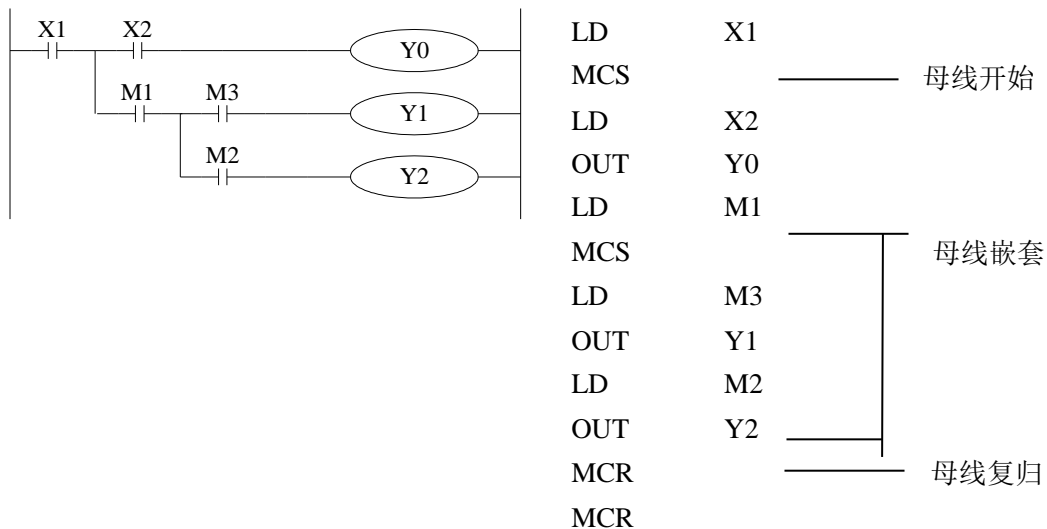 X1 X2 Y0
M1 M3 Y1
M2 Y2
LD X1
MCS 母线开始
LD X2
OUT Y0
LD M1
MCS 母线嵌套
LD M3
OUT Y1
LD M2
OUT Y2
MCR 母线复归
MCR